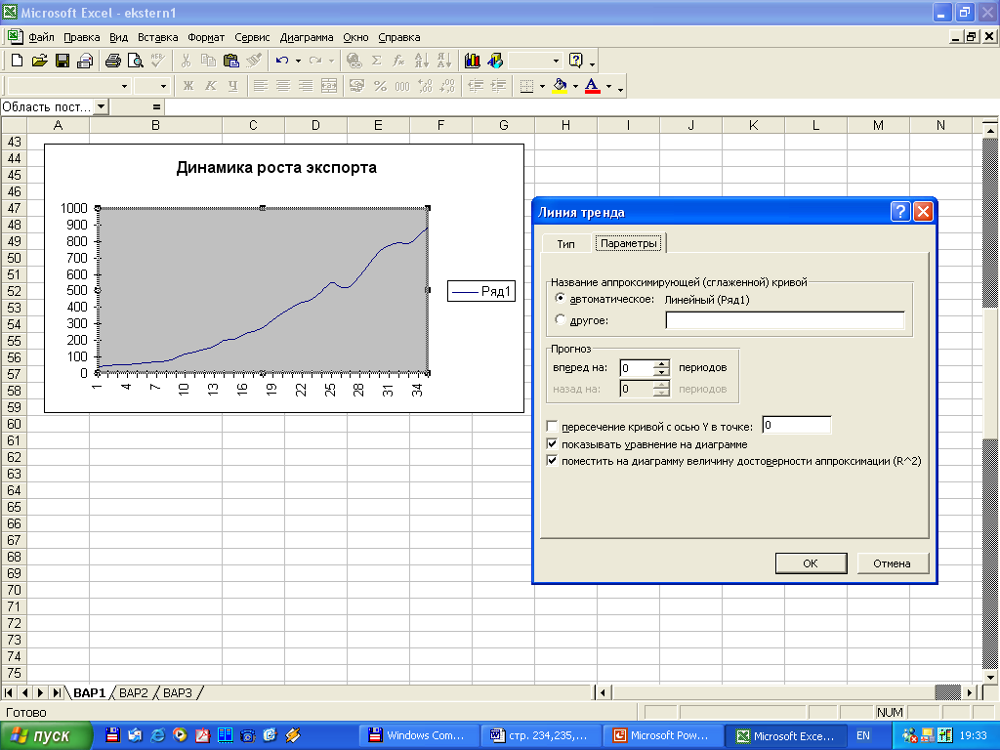 Microsoft Excel - ekstern1
Файл Правка Вид Вставка Формат Сервис Диаграмма Окно Справка
Ж К Ч % 000
Область пост... =
A B C D E F G H I J K L M N
43
44
45
46
47
48
49
50
51
52
53
54
55
56
57
58
59
60
61
62
63
64
65
66
67
68
69
70
71
72
73
74
75
Динамика роста экспорта
1000
900
800
700
600
500
400
300
200
100
0
1 4 7 10 13 16 19 22 25 28 31 34
Ряд1
Линия тренда
Тип Параметры
Название аппроксимирующей (сглаженной) кривой
автоматическое: Линейный (Ряд1)
другое:
Прогноз
вперед на: 0 периодов
назад на: 0 периодов
пересечение кривой с осью Y в точке: 0
показывать уравнение на диаграмме
поместить на диаграмму величину достоверности аппроксимации (R^2)
ОК Отмена
ВАР1 ВАР2 ВАР3
Готово NUM
пуск Windows Com... стр. 234,235,... Microsoft Pow... Microsoft Exce... EN 19:33